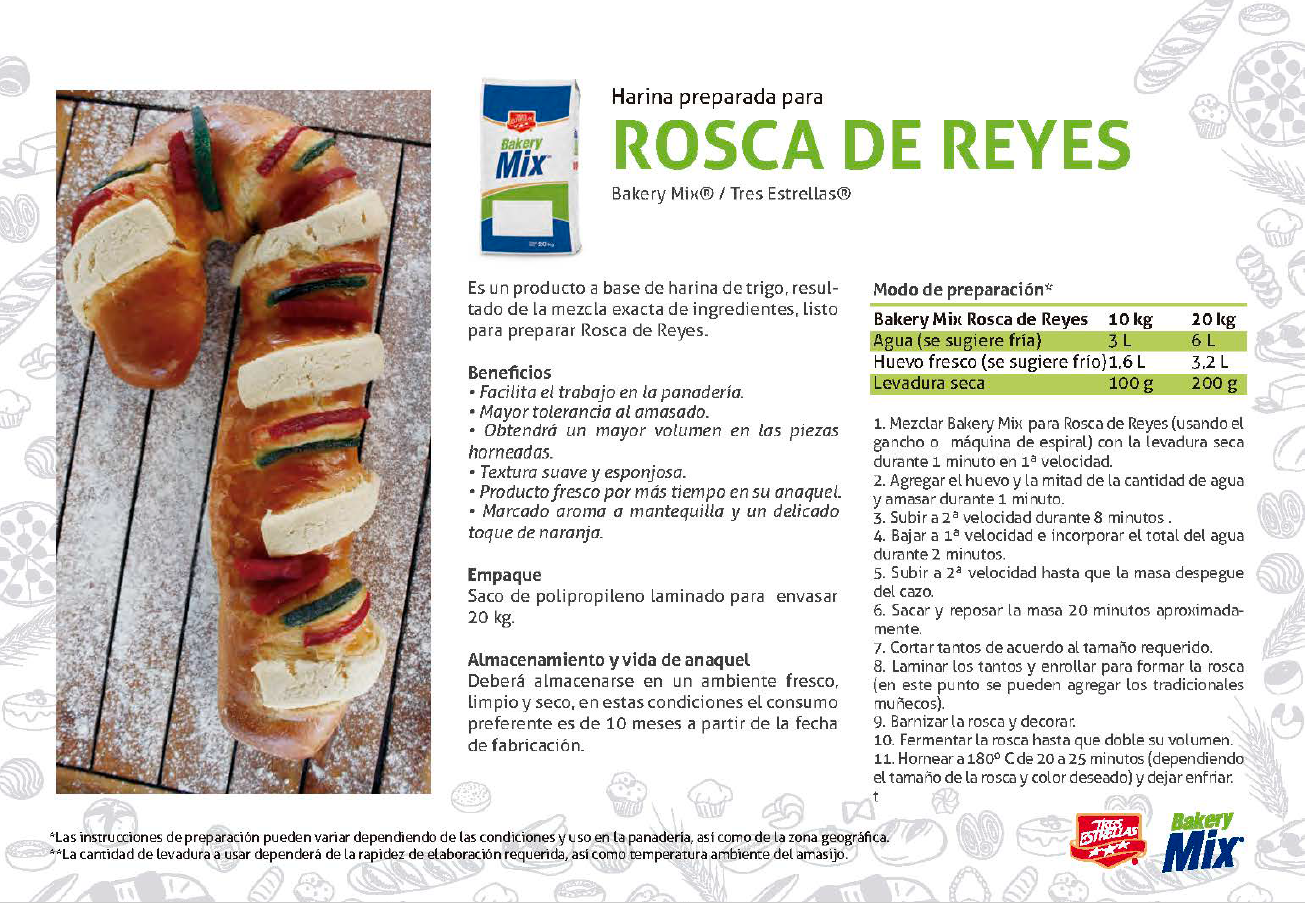 Harina preparada para
ROSCA DE REYES
Bakery Mix® / Tres Estrellas®
TRES ESTRELLAS
Bakery
Mix
20 kg
Es un producto a base de harina de trigo, resul-
tado de la mezcla exacta de ingredientes, listo
para preparar Rosca de Reyes.
Beneficios
• Facilita el trabajo en la panadería.
• Mayor tolerancia al amasado.
• Obtendrá un mayor volumen en las piezas
horneadas.
• Textura suave y esponjosa.
• Producto fresco por más tiempo en su anaquel.
• Marcado aroma a mantequilla y un delicado
toque de naranja.
Empaque
Saco de polipropileno laminado para envasar
20 kg.
Almacenamiento y vida de anaquel
Deberá almacenarse en un ambiente fresco,
limpio y seco, en estas condiciones el consumo
preferente es de 10 meses a partir de la fecha
de fabricación.
Modo de preparación*
Bakery Mix Rosca de Reyes 10 kg 20 kg
Agua (se sugiere fría) 3 L 6 L
Huevo fresco (se sugiere frío) 1,6 L 3,2 L
Levadura seca 100 g 200 g
1. Mezclar Bakery Mix para Rosca de Reyes (usando el
gancho o máquina de espiral) con la levadura seca
durante 1 minuto en 1ª velocidad.
2. Agregar el huevo y la mitad de la cantidad de agua
y amasar durante 1 minuto.
3. Subir a 2ª velocidad durante 8 minutos .
4. Bajar a 1ª velocidad e incorporar el total del agua
durante 2 minutos.
5. Subir a 2ª velocidad hasta que la masa despegue
del cazo.
6. Sacar y reposar la masa 20 minutos aproximada-
mente.
7. Cortar tantos de acuerdo al tamaño requerido.
8. Laminar los tantos y enrollar para formar la rosca
(en este punto se pueden agregar los tradicionales
muñecos).
9. Barnizar la rosca y decorar.
10. Fermentar la rosca hasta que doble su volumen.
11. Hornear a 180º C de 20 a 25 minutos (dependiendo
el tamaño de la rosca y color deseado) y dejar enfriar.
t
*Las instrucciones de preparación pueden variar dependiendo de las condiciones y uso en la panadería, así como de la zona geográfica.
**La cantidad de levadura a usar dependerá de la rapidez de elaboración requerida, así como temperatura ambiente del amasijo.
TRES
ESTRELLAS
Bakery
Mix